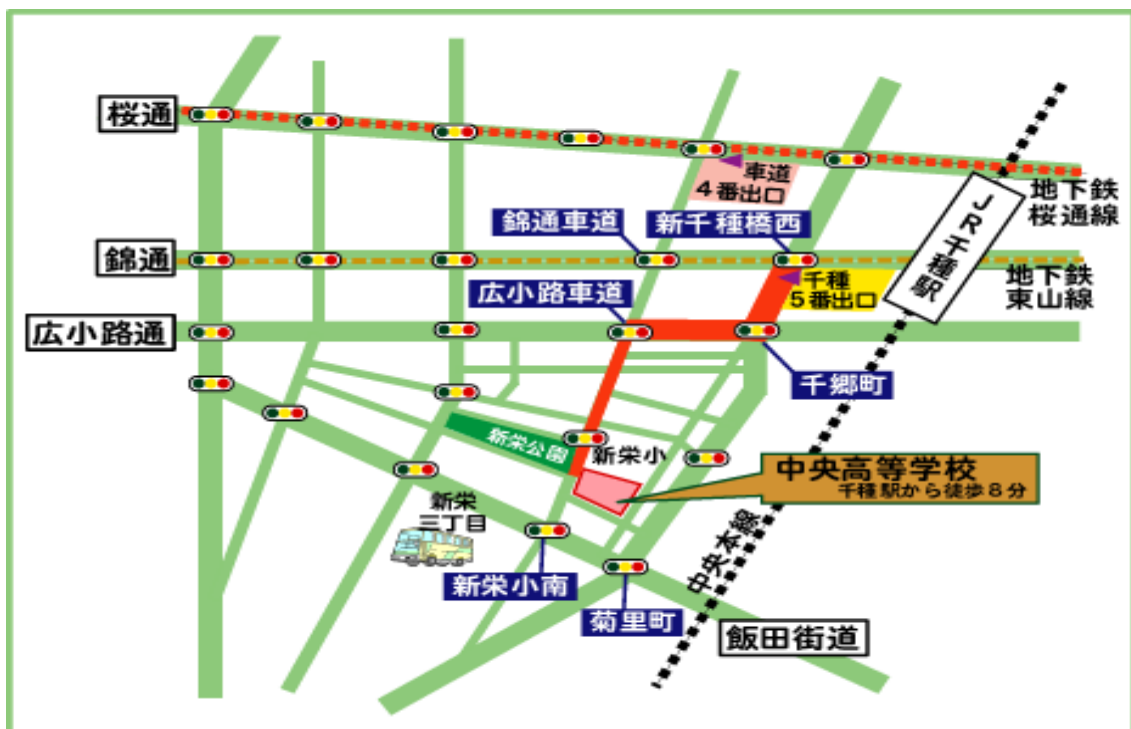 桜通
車道
４番出口
地下鉄
桜通線
JR千種駅
錦通車道
新千種橋西
錦通
千種
５番出口
地下鉄
東山線
広小路車道
広小路通
千郷町
新栄公園
新栄小
中央高等学校
千種駅から徒歩８分
新栄
三丁目
中央本線
新栄小南
菊里町
飯田街道